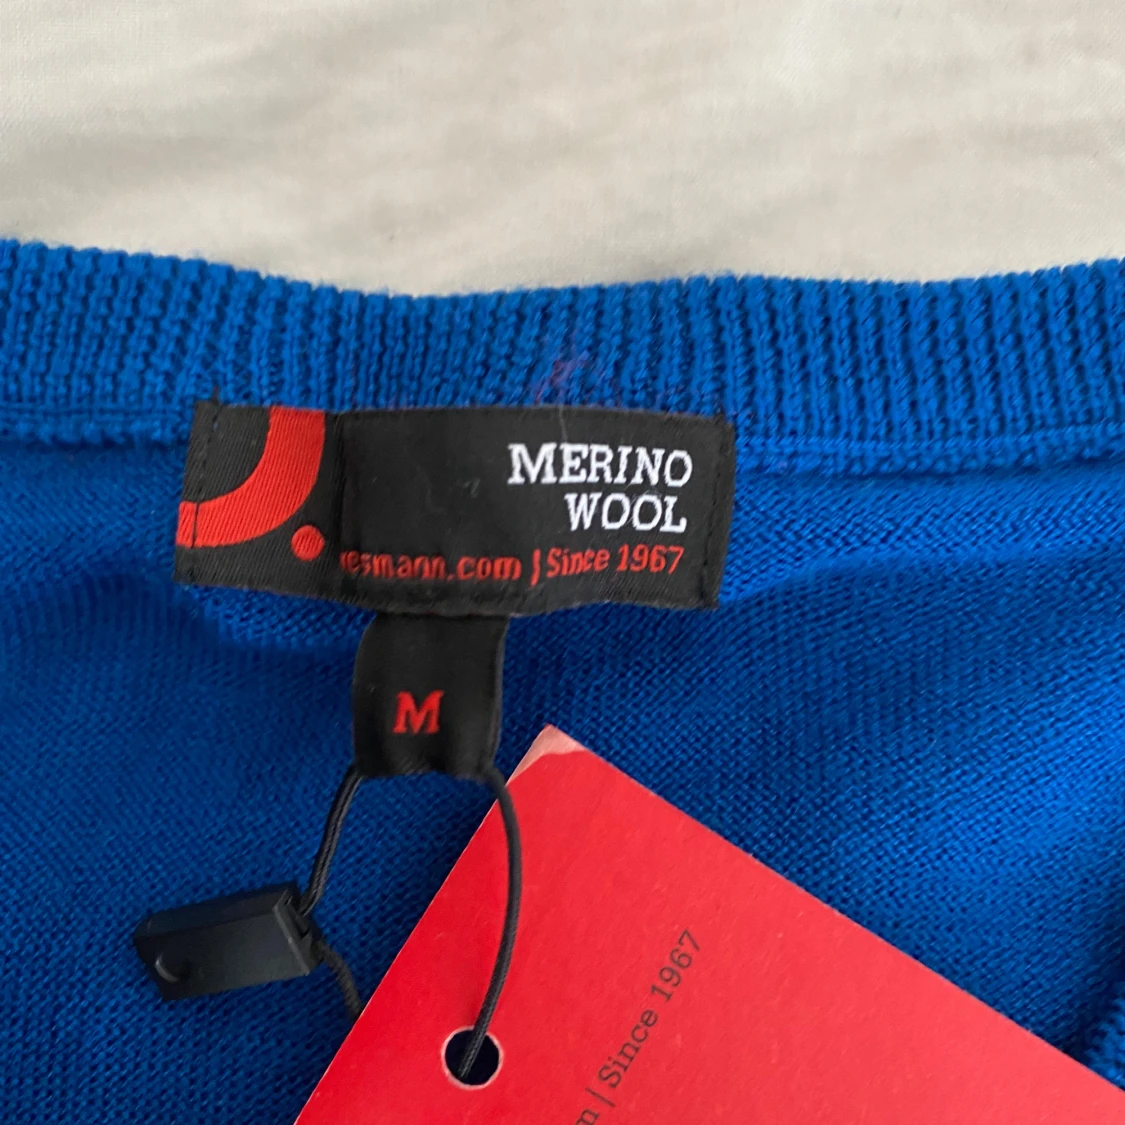 MERINO
WOOL
esmann.com | Since 1967
M
| Since 1967